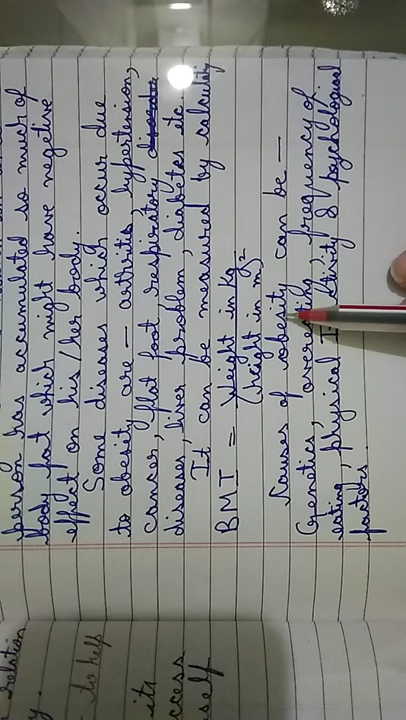 person has accumulated so much of
body fat which might have negetive
effect on his/her body.
Some diseases which occur due
to obesity are - arthritis, hypertension,
cancer, flat foot, respiratory
diseases, liver problem, diabetes etc.
It can be measured by calculating
BMI = Weight in Kg
(height in m)2
Causes of obesity can be -
Genetics, overeating, frequency of
eating, physical & psychological
factors.
relation
y.
to help
its
ccess
self